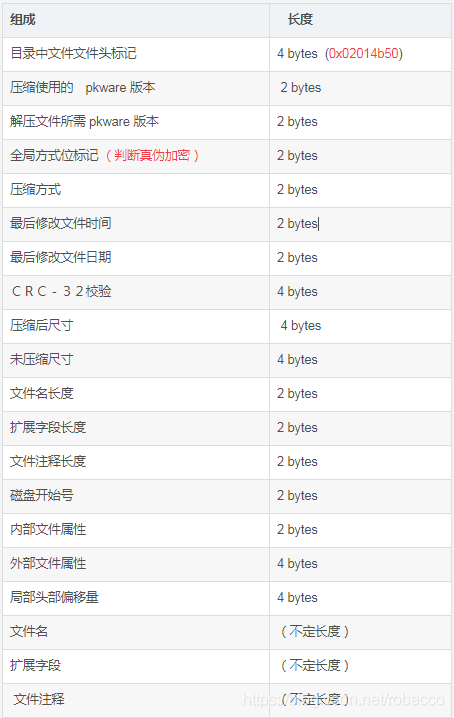 组成 长度
目录中文件文件头标记 4 bytes (0x02014b50)
压缩使用的 pkware 版本 2 bytes
解压文件所需 pkware 版本 2 bytes
全局方式位标记（判断真伪加密） 2 bytes
压缩方式 2 bytes
最后修改文件时间 2 bytes
最后修改文件日期 2 bytes
ＣＲＣ－３２校验 4 bytes
压缩后尺寸 4 bytes
未压缩尺寸 4 bytes
文件名长度 2 bytes
扩展字段长度 2 bytes
文件注释长度 2 bytes
磁盘开始号 2 bytes
内部文件属性 2 bytes
外部文件属性 4 bytes
局部头部偏移量 4 bytes
文件名 （不定长度）
扩展字段 （不定长度）
文件注释 （不定长度）